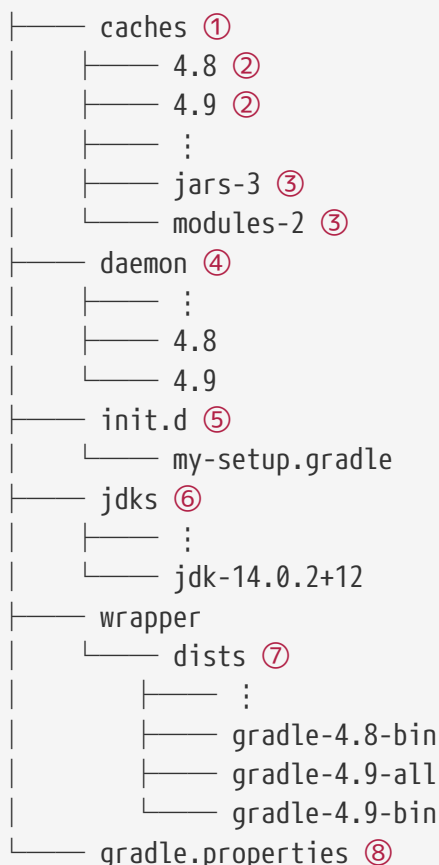 ├── caches ①
│   ├── 4.8 ②
│   ├── 4.9 ②
│   ├── ⋮
│   ├── jars-3 ③
│   └── modules-2 ③
├── daemon ④
│   ├── ⋮
│   ├── 4.8
│   └── 4.9
├── init.d ⑤
│   └── my-setup.gradle
├── jdks ⑥
│   ├── ⋮
│   └── jdk-14.0.2+12
├── wrapper
│   └── dists ⑦
│       ├── ⋮
│       ├── gradle-4.8-bin
│       ├── gradle-4.9-all
│       └── gradle-4.9-bin
└── gradle.properties ⑧